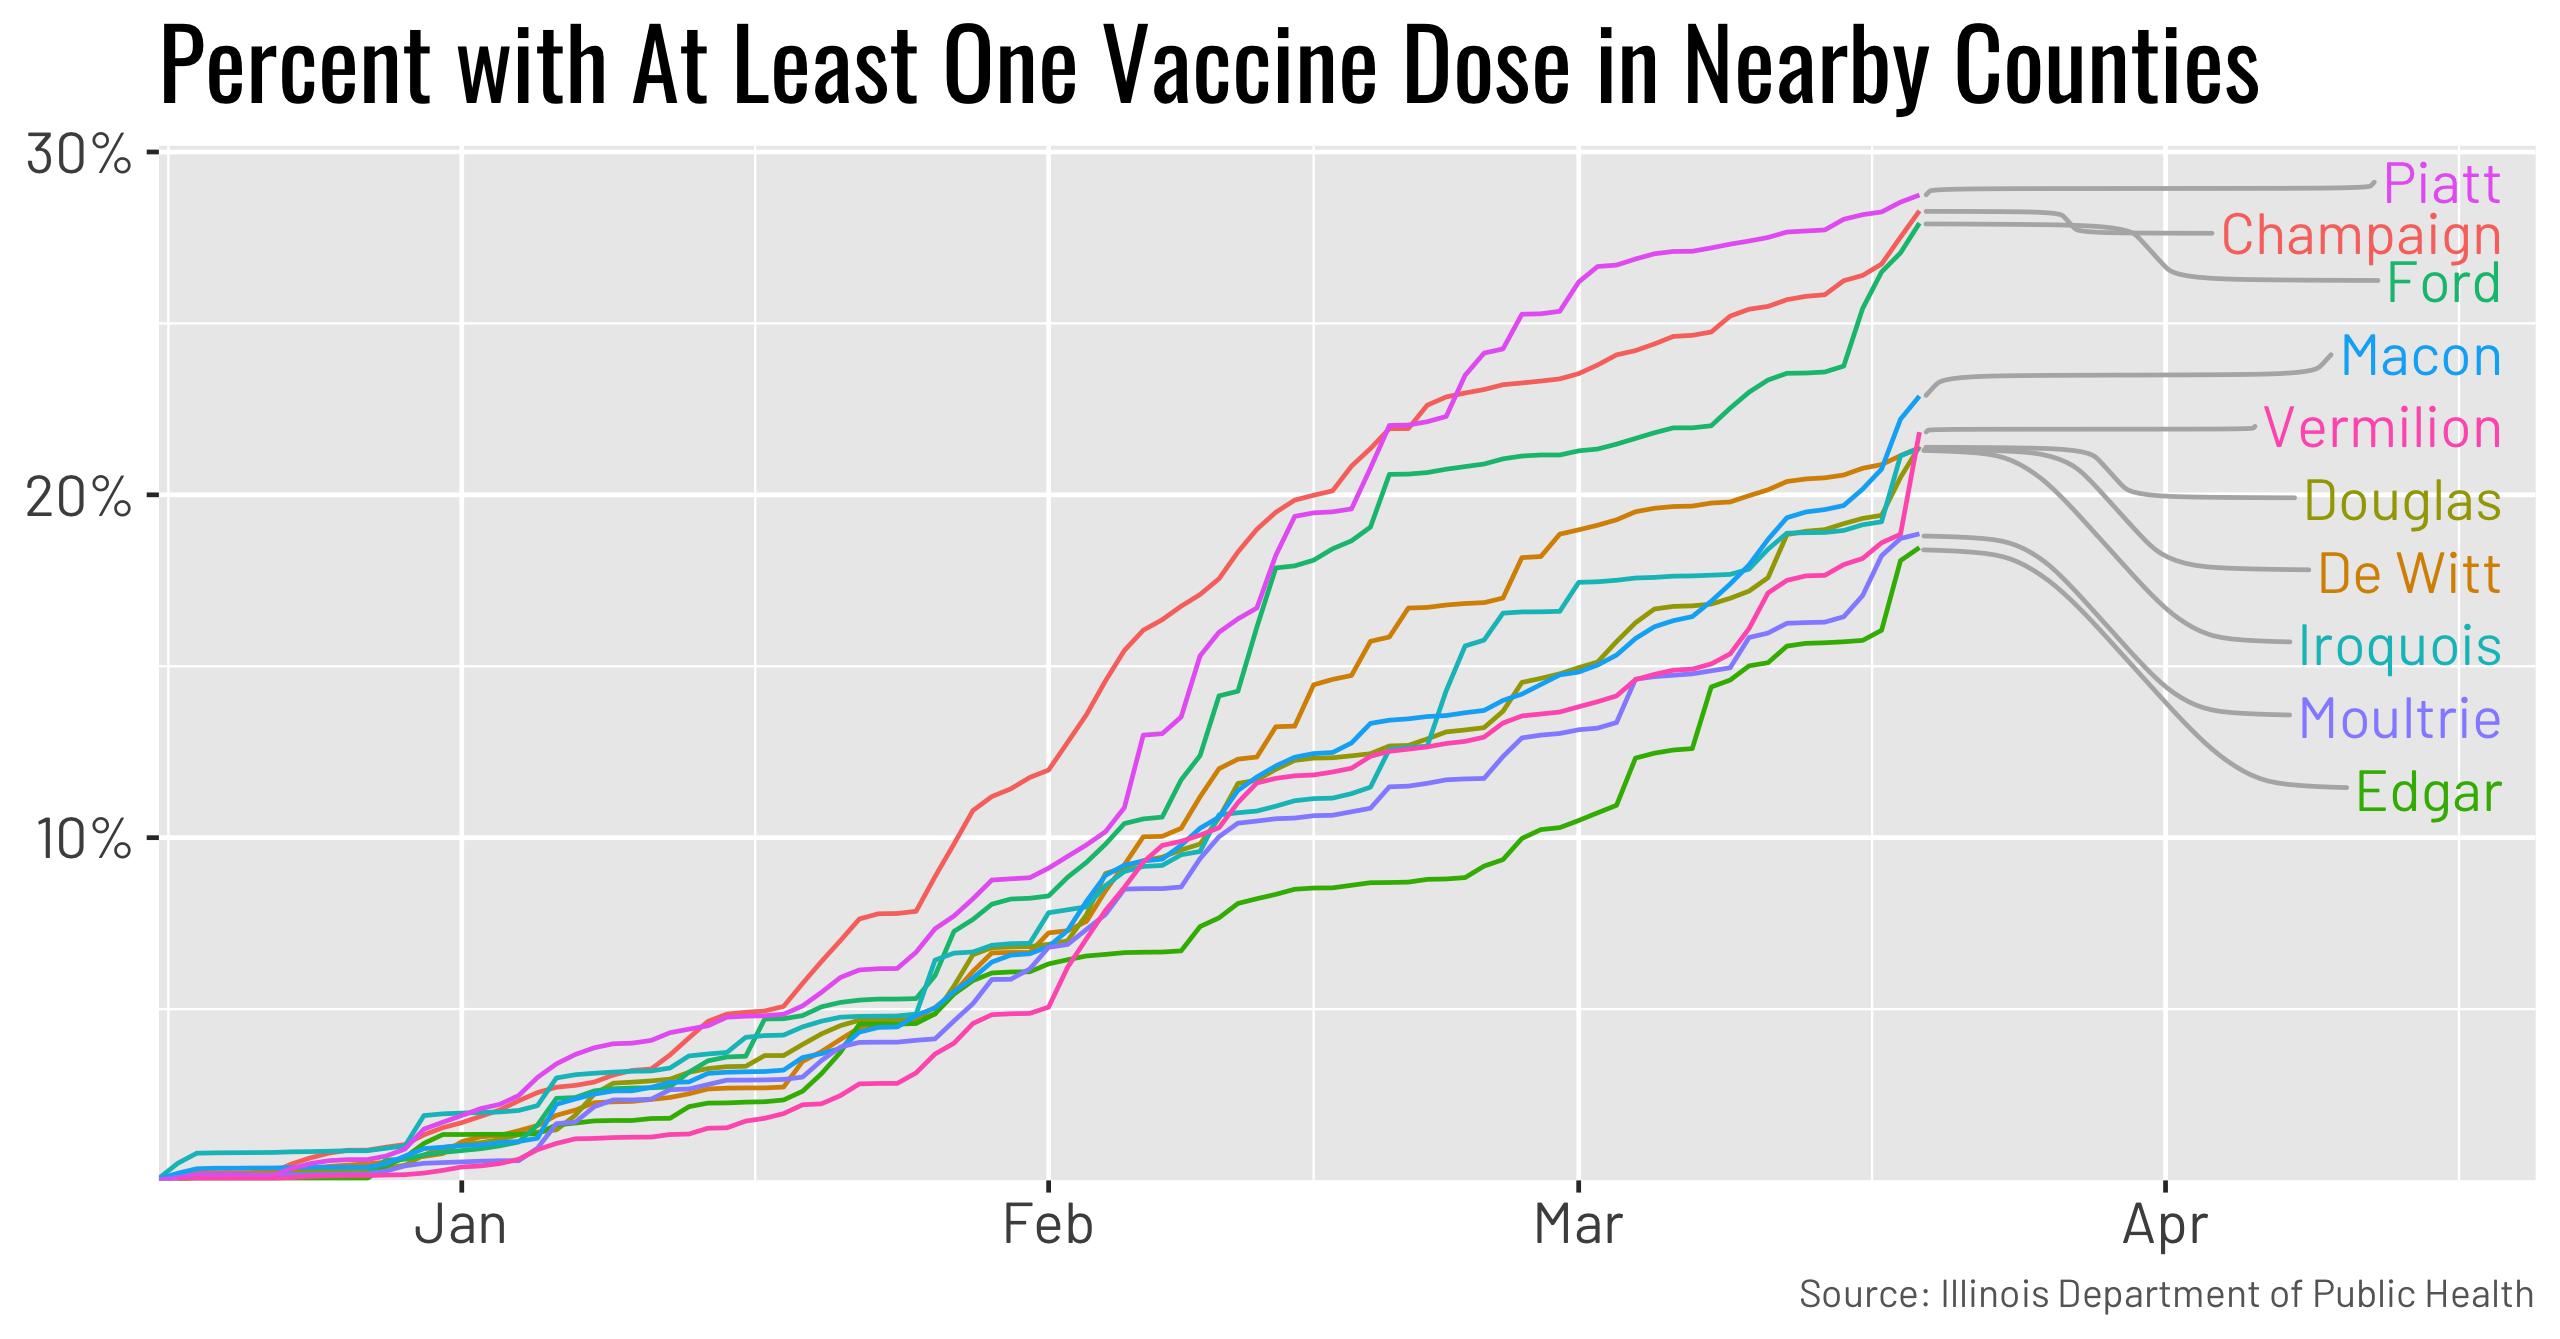 Percent with At Least One Vaccine Dose in Nearby Counties
30%
20%
10%
Piatt
Champaign
Ford
Macon
Vermilion
Douglas
De Witt
Iroquois
Moultrie
Edgar
Jan Feb Mar Apr
Source: Illinois Department of Public Health